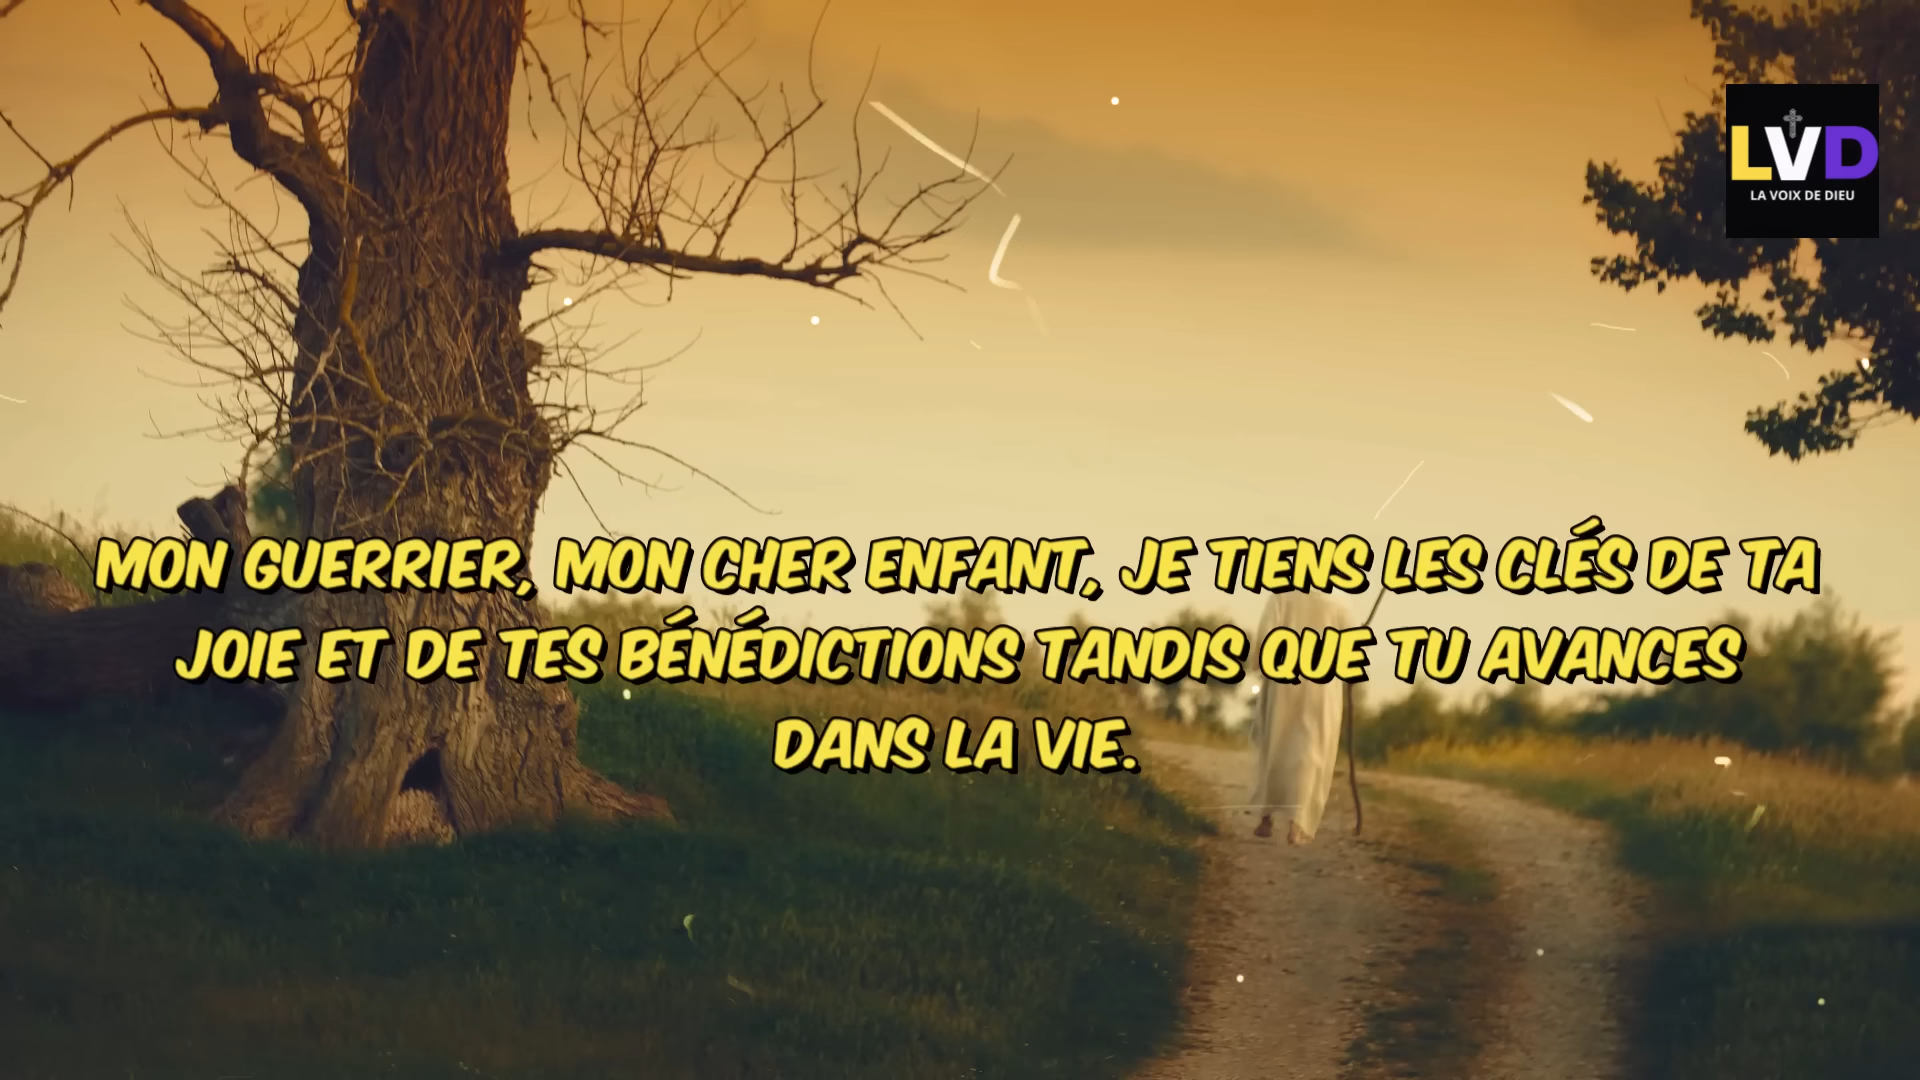 LVD
LA VOIX DE DIEU
MON GUERRIER, MON CHER ENFANT, JE TIENS LES CLÉS DE TA
JOIE ET DE TES BÉNÉDICTIONS TANDIS QUE TU AVANCES
DANS LA VIE.